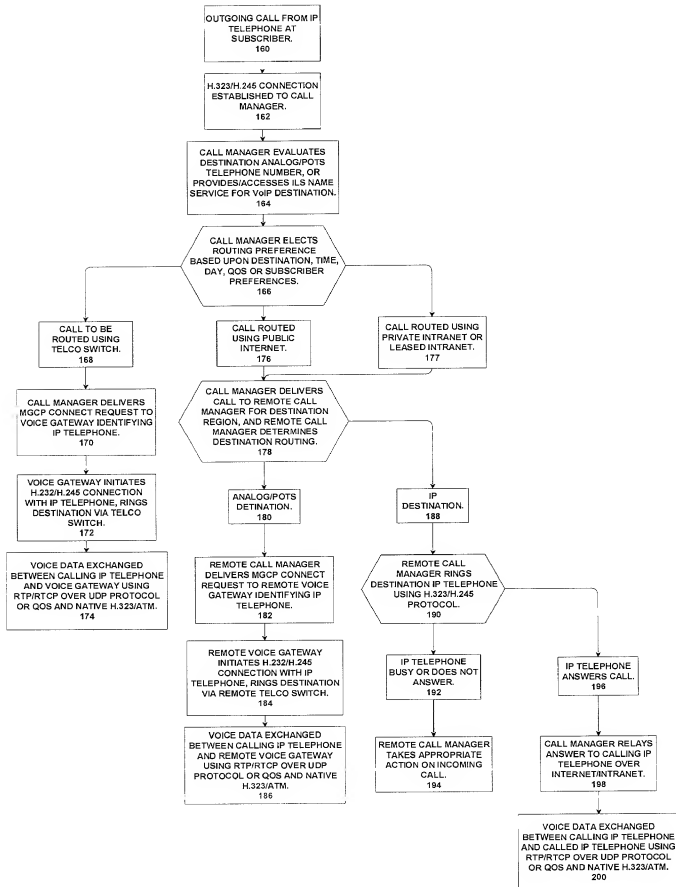 OUTGOING CALL FROM IP
TELEPHONE AT
SUBSCRIBER.
160
H.323/H.245 CONNECTION
ESTABLISHED TO CALL
MANAGER.
162
CALL MANAGER EVALUATES
DESTINATION ANALOG/POTS
TELEPHONE NUMBER, OR
PROVIDES/ACCESSES ILS NAME
SERVICE FOR VoIP DESTINATION.
164
CALL MANAGER ELECTS
ROUTING PREFERENCE
BASED UPON DESTINATION, TIME,
DAY, QOS OR SUBSCRIBER
PREFERENCES.
166
CALL TO BE
ROUTED USING
TELCO SWITCH.
168
CALL ROUTED
USING PUBLIC
INTERNET.
176
CALL ROUTED USING
PRIVATE INTRANET OR
LEASED INTRANET.
177
CALL MANAGER DELIVERS
MGCP CONNECT REQUEST TO
VOICE GATEWAY IDENTIFYING
IP TELEPHONE.
170
CALL MANAGER DELIVERS
CALL TO REMOTE CALL
MANAGER FOR DESTINATION
REGION, AND REMOTE CALL
MANAGER DETERMINES
DESTINATION ROUTING.
178
VOICE GATEWAY INITIATES
H.232/H.245 CONNECTION
WITH IP TELEPHONE, RINGS
DESTINATION VIA TELCO
SWITCH.
172
ANALOG/POTS
DETINATION.
180
IP
DESTINATION.
188
VOICE DATA EXCHANGED
BETWEEN CALLING IP TELEPHONE
AND VOICE GATEWAY USING
RTP/RTCP OVER UDP PROTOCOL
OR QOS AND NATIVE H.323/ATM.
174
REMOTE CALL MANAGER
DELIVERS MGCP CONNECT
REQUEST TO REMOTE VOICE
GATEWAY IDENTIFYING IP
TELEPHONE.
182
REMOTE CALL
MANAGER RINGS
DESTINATION IP TELEPHONE
USING H.323/H.245
PROTOCOL.
190
REMOTE VOICE GATEWAY
INITIATES H.232/H.245
CONNECTION WITH IP
TELEPHONE, RINGS DESTINATION
VIA REMOTE TELCO SWITCH.
184
IP TELEPHONE
BUSY OR DOES NOT
ANSWER.
192
IP TELEPHONE
ANSWERS CALL.
196
VOICE DATA EXCHANGED
BETWEEN CALLING IP TELEPHONE
AND REMOTE VOICE GATEWAY
USING RTP/RTCP OVER UDP
PROTOCOL OR QOS AND NATIVE
H.323/ATM.
186
REMOTE CALL MANAGER
TAKES APPROPRIATE
ACTION ON INCOMING
CALL.
194
CALL MANAGER RELAYS
ANSWER TO CALLING IP
TELEPHONE OVER
INTERNET/INTRANET.
198
VOICE DATA EXCHANGED
BETWEEN CALLING IP TELEPHONE
AND CALLED IP TELEPHONE USING
RTP/RTCP OVER UDP PROTOCOL
OR QOS AND NATIVE H.323/ATM.
200